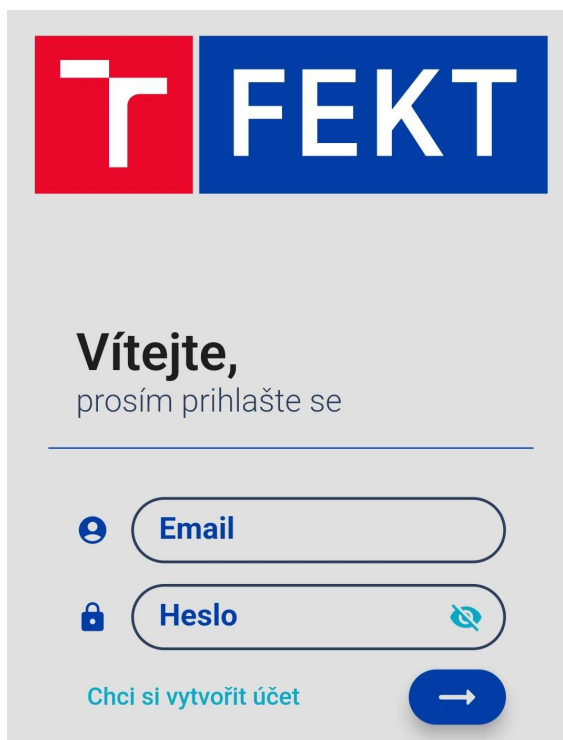 FEKT
Vítejte,
prosím prihlašte se
Email
Heslo
Chci si vytvořit účet